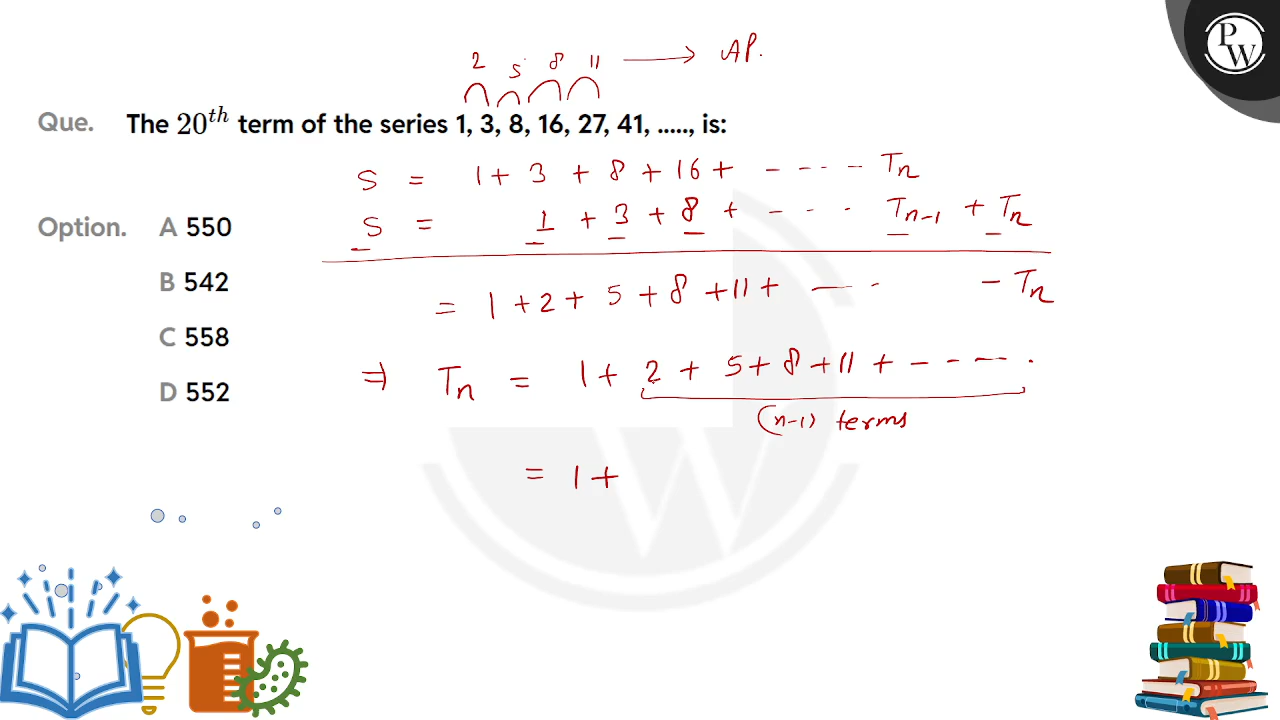 PW
2 5 8 11 → AP.
Que. The 20th term of the series 1, 3, 8, 16, 27, 41, ....., is:
S = 1 + 3 + 8 + 16 + - - - - - Tn
Option. A 550
S = 1 + 3 + 8 + - - - - Tn-1 + Tn
B 542
= 1 + 2 + 5 + 8 + 11 + - - - Tn
C 558
⇒ Tn = 1 + 2 + 5 + 8 + 11 + - - - - .
D 552
(n-1) terms
= 1 +